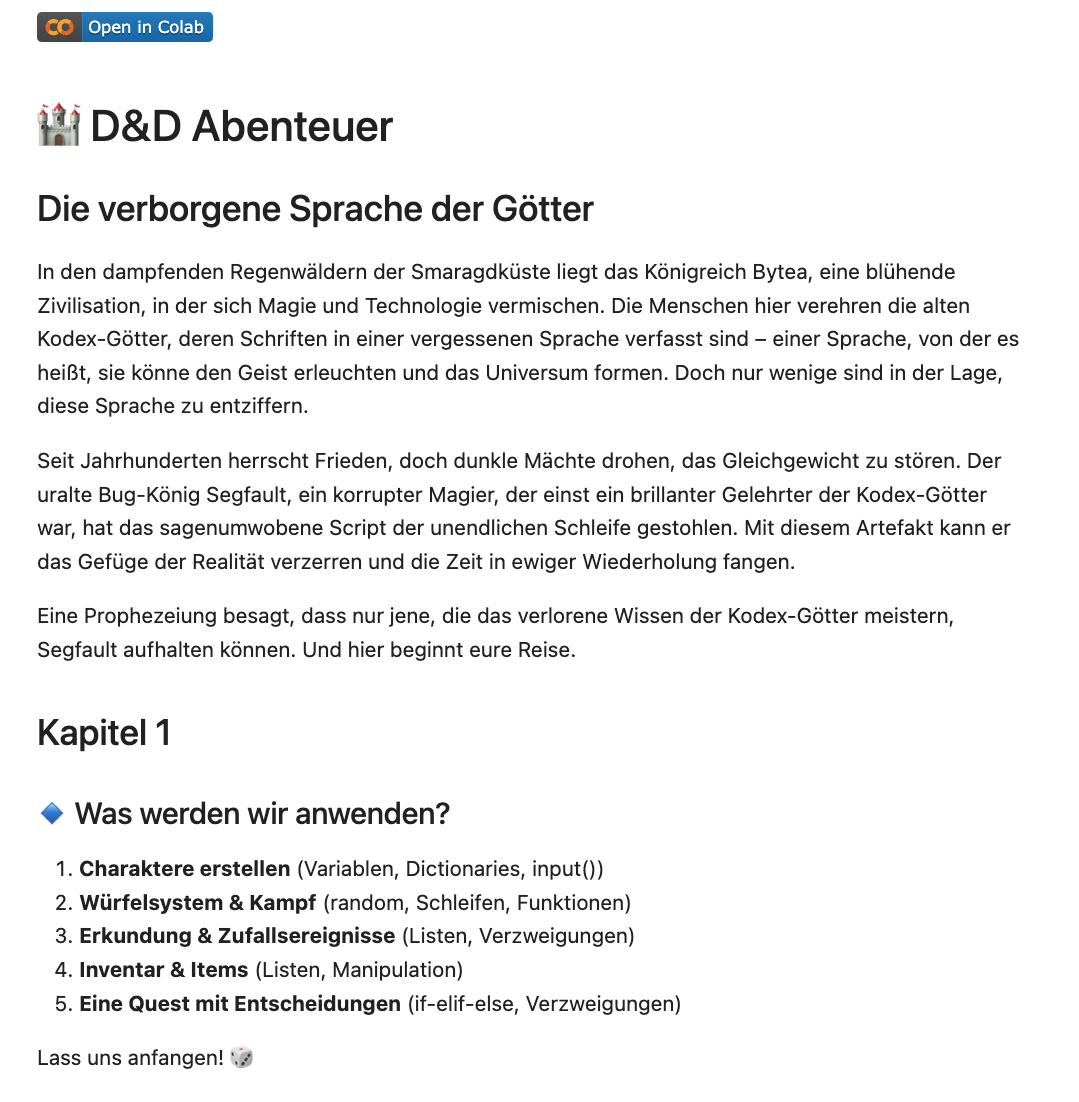 Open in Colab
D&D Abenteuer
Die verborgene Sprache der Götter
In den dampfenden Regenwäldern der Smaragdküste liegt das Königreich Bytea, eine blühende
Zivilisation, in der sich Magie und Technologie vermischen. Die Menschen hier verehren die alten
Kodex-Götter, deren Schriften in einer vergessenen Sprache verfasst sind – einer Sprache, von der es
heißt, sie könne den Geist erleuchten und das Universum formen. Doch nur wenige sind in der Lage,
diese Sprache zu entziffern.
Seit Jahrhunderten herrscht Frieden, doch dunkle Mächte drohen, das Gleichgewicht zu stören. Der
uralte Bug-König Segfault, ein korrupter Magier, der einst ein brillanter Gelehrter der Kodex-Götter
war, hat das sagenumwobene Script der unendlichen Schleife gestohlen. Mit diesem Artefakt kann er
das Gefüge der Realität verzerren und die Zeit in ewiger Wiederholung fangen.
Eine Prophezeiung besagt, dass nur jene, die das verlorene Wissen der Kodex-Götter meistern,
Segfault aufhalten können. Und hier beginnt eure Reise.
Kapitel 1
Was werden wir anwenden?
1. Charaktere erstellen (Variablen, Dictionaries, input())
2. Würfelsystem & Kampf (random, Schleifen, Funktionen)
3. Erkundung & Zufallsereignisse (Listen, Verzweigungen)
4. Inventar & Items (Listen, Manipulation)
5. Eine Quest mit Entscheidungen (if-elif-else, Verzweigungen)
Lass uns anfangen!